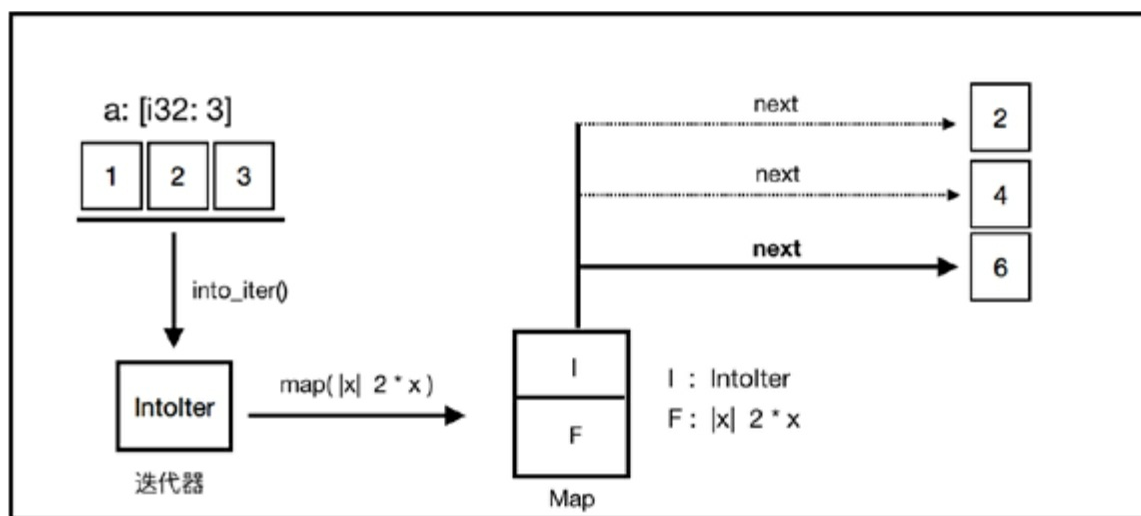 a: [i32: 3]
1 2 3
into_iter()
IntoIter
迭代器
map( |x| 2 * x )
I
F
Map
I : IntoIter
F : |x| 2 * x
next
2
next
4
next
6